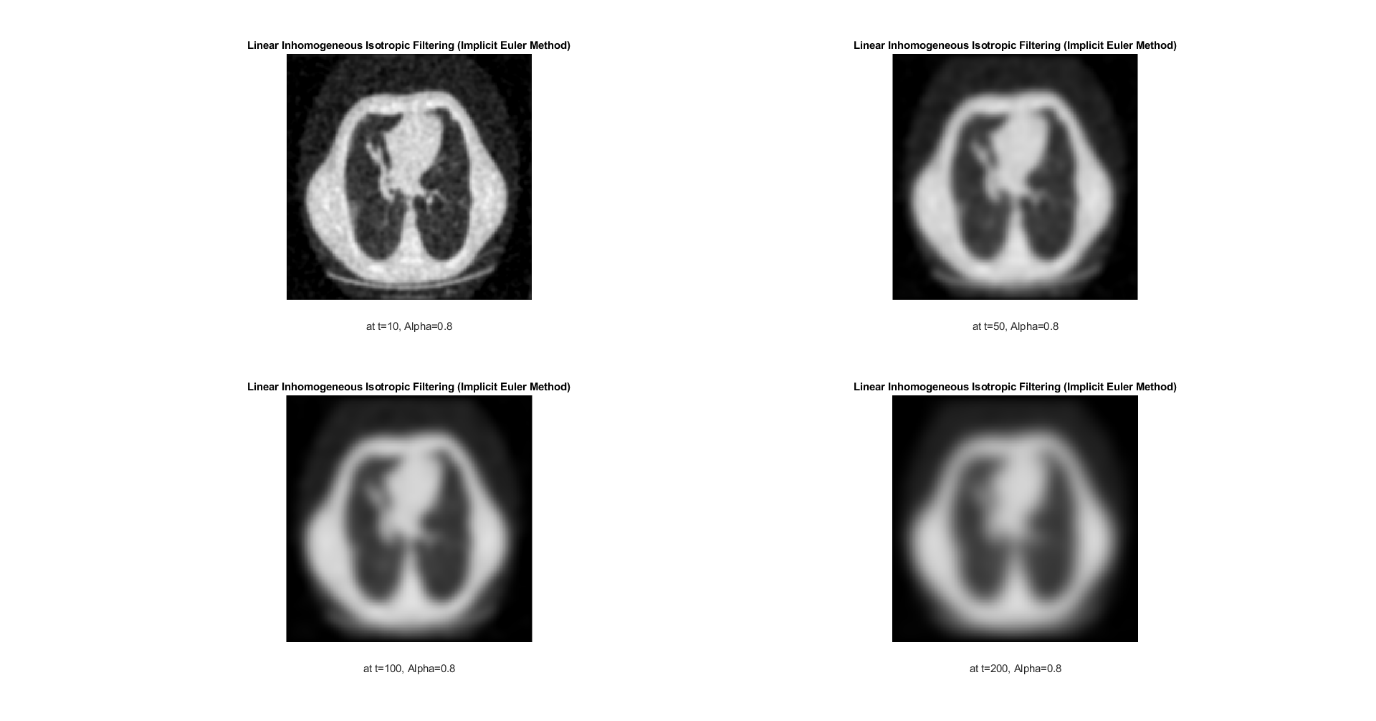 Linear Inhomogeneous Isotropic Filtering (Implicit Euler Method)
Linear Inhomogeneous Isotropic Filtering (Implicit Euler Method)
at t=10, Alpha=0.8
at t=50, Alpha=0.8
Linear Inhomogeneous Isotropic Filtering (Implicit Euler Method)
Linear Inhomogeneous Isotropic Filtering (Implicit Euler Method)
at t=100, Alpha=0.8
at t=200, Alpha=0.8